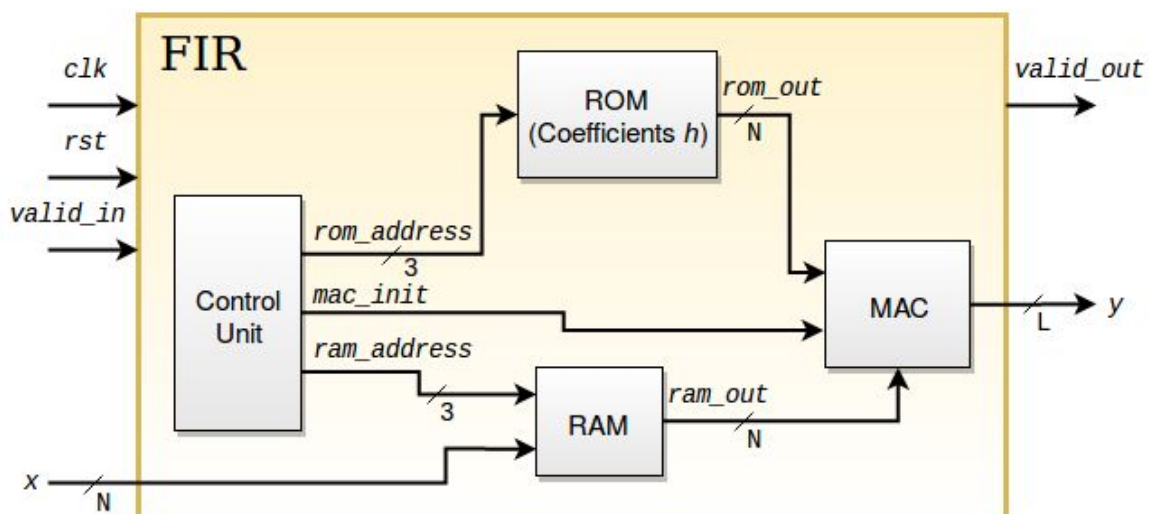 FIR
clk
rst
valid_in
valid_out
ROM
(Coefficients h)
rom_out
N
rom_address
3
mac_init
Control
Unit
ram_address
3
MAC
y
L
RAM
ram_out
N
x
N